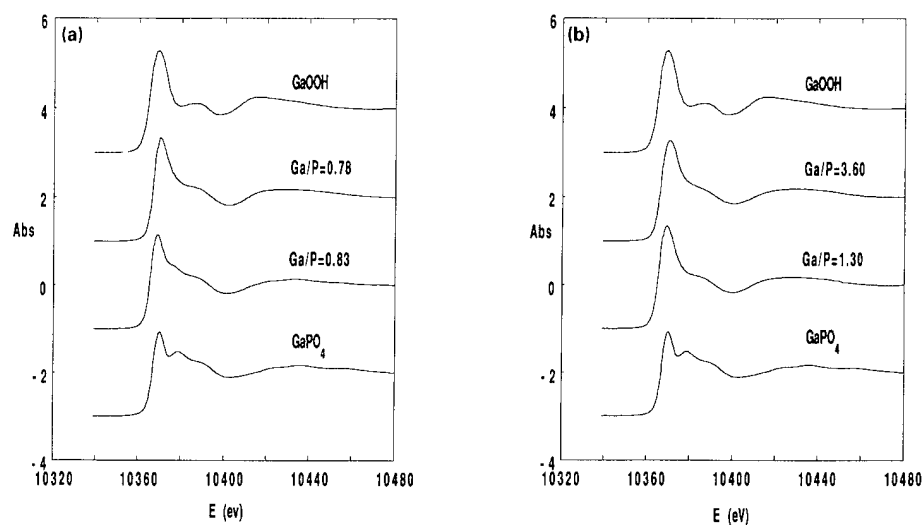 (a)
6
4
2
0
-2
-4
Abs
GaOOH
Ga/P=0.78
Ga/P=0.83
GaPO4
10320 10360 10400 10440 10480
E (ev)
(b)
6
4
2
0
-2
-4
Abs
GaOOH
Ga/P=3.60
Ga/P=1.30
GaPO4
10320 10360 10400 10440 10480
E (eV)